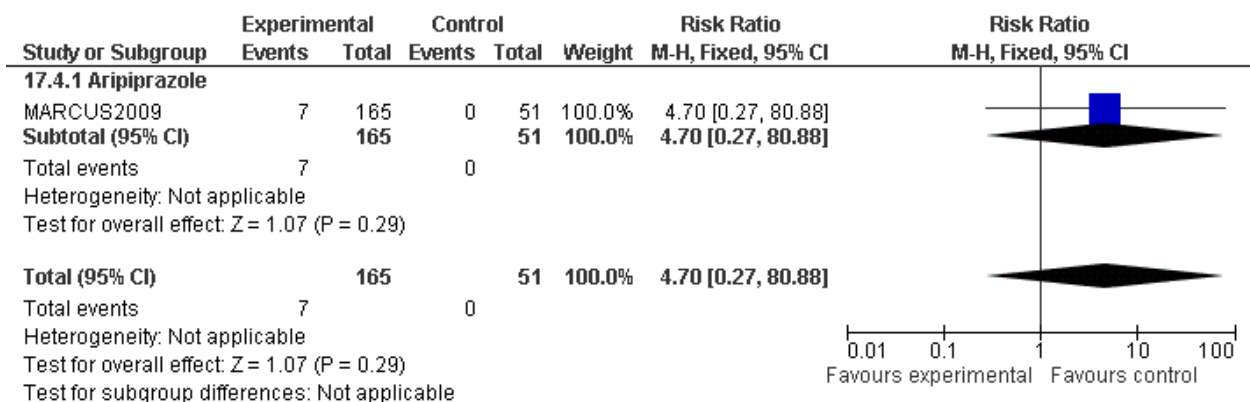 Experimental Control Risk Ratio Risk Ratio
Study or Subgroup Events Total Events Total Weight M-H, Fixed, 95% CI M-H, Fixed, 95% CI
17.4.1 Aripiprazole
MARCUS2009 7 165 0 51 100.0% 4.70 [0.27, 80.88]
Subtotal (95% CI) 165 51 100.0% 4.70 [0.27, 80.88]
Total events 7 0
Heterogeneity: Not applicable
Test for overall effect: Z = 1.07 (P = 0.29)
Total (95% CI) 165 51 100.0% 4.70 [0.27, 80.88]
Total events 7 0
Heterogeneity: Not applicable
Test for overall effect: Z = 1.07 (P = 0.29)
Test for subgroup differences: Not applicable
0.01 0.1 1 10 100
Favours experimental Favours control